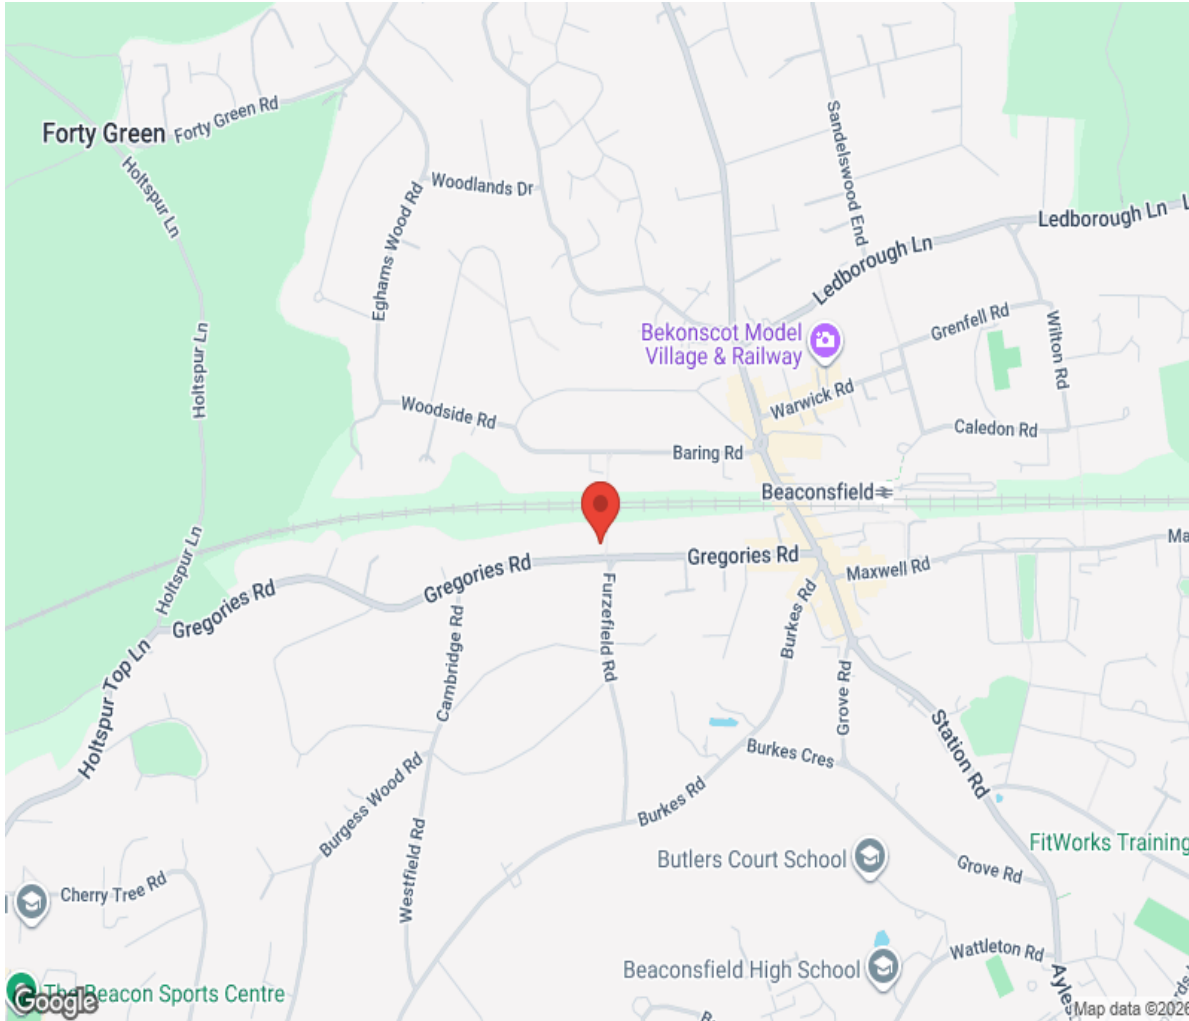 Forty Green
Forty Green Rd
Holtspur Ln
Woodlands Dr
Eghams Wood Rd
Sandelswood End
Ledborough Ln
L
Ledborough Ln
Bekonscot Model
Village & Railway
Grenfell Rd
Wilton Rd
Holtspur Ln
Warwick Rd
Woodside Rd
Caledon Rd
Baring Rd
Beaconsfield
Holtspur Ln
Gregories Rd
Gregories Rd
Gregories Rd
Maxwell Rd
Ma
Furzefield Rd
Burkes Rd
Cambridge Rd
Holtspur Top Ln
Grove Rd
Station Rd
Burkes Cres
Burgess Wood Rd
Burkes Rd
Westfield Rd
Butlers Court School
FitWorks Training
Grove Rd
Cherry Tree Rd
Wattleton Rd
Beaconsfield High School
Ayles
The Beacon Sports Centre
Google
Map data ©2026